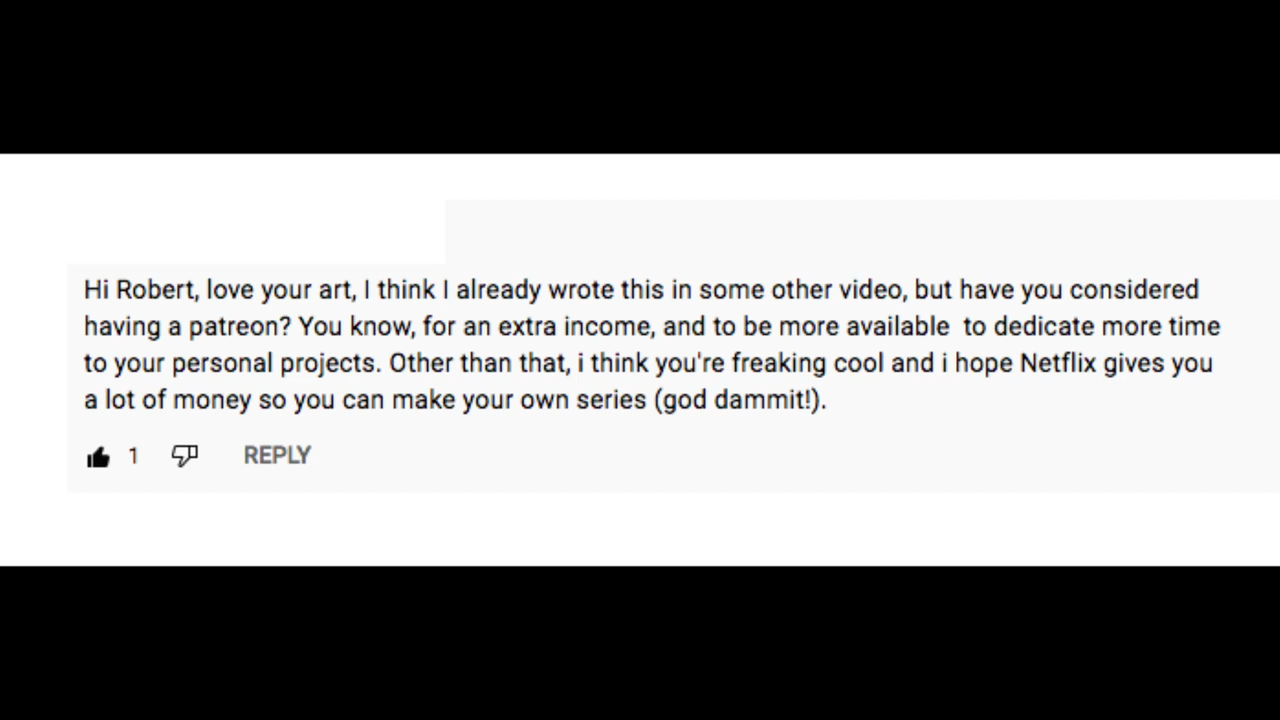 Hi Robert, love your art, I think I already wrote this in some other video, but have you considered
having a patreon? You know, for an extra income, and to be more available  to dedicate more time
to your personal projects. Other than that, i think you're freaking cool and i hope Netflix gives you
a lot of money so you can make your own series (god dammit!).
1 REPLY